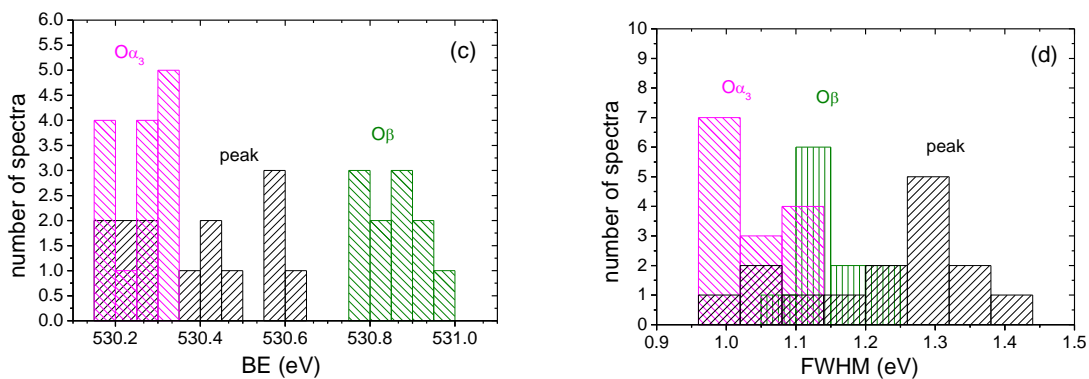 (c)
6.0
5.5
5.0
4.5
4.0
3.5
3.0
2.5
2.0
1.5
1.0
0.5
0.0
number of spectra
Oα₃
peak
Oβ
530.2 530.4 530.6 530.8 531.0
BE (eV)
(d)
10
9
8
7
6
5
4
3
2
1
0
number of spectra
Oα₃
Oβ
peak
0.9 1.0 1.1 1.2 1.3 1.4 1.5
FWHM (eV)